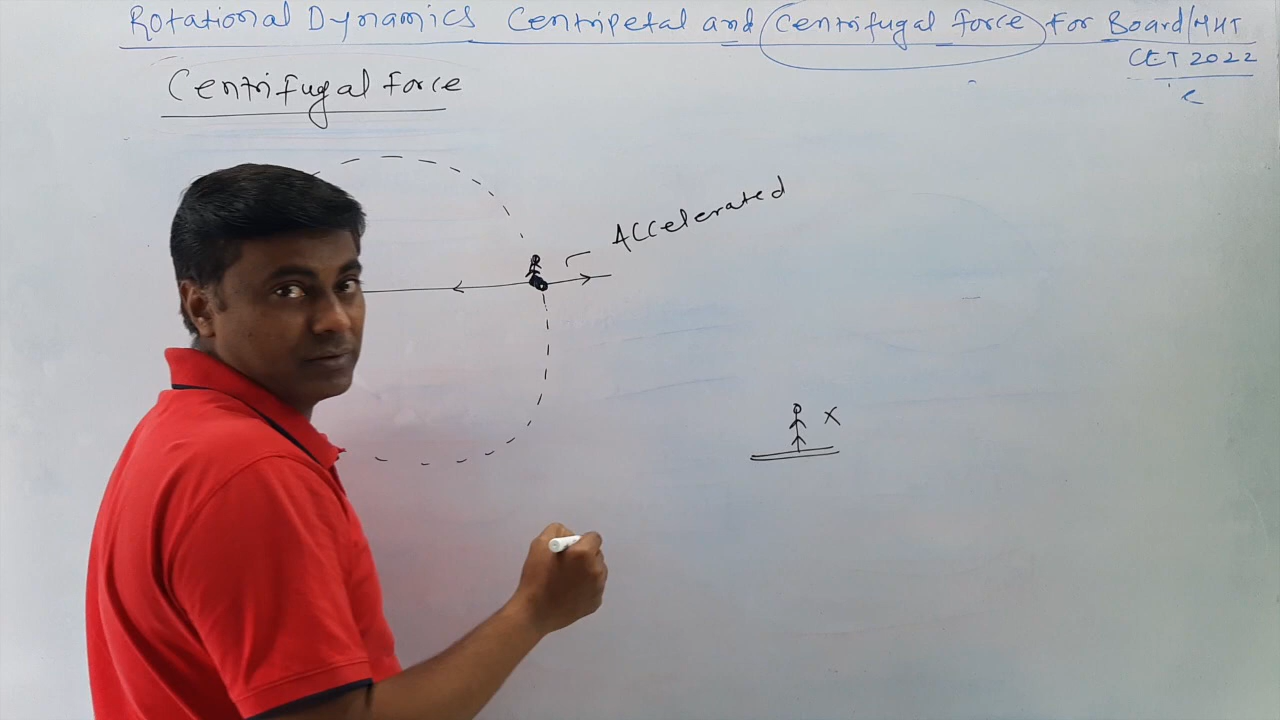 Rotational Dynamics Centripetal and Centrifugal force For Board/MHT
CET 2022
Centrifugal Force
Accelerated
X